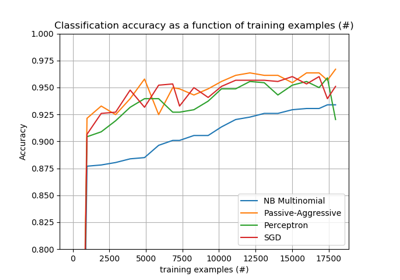 Classification accuracy as a function of training examples (#)
1.000
0.975
0.950
0.925
0.900
0.875
0.850
0.825
0.800
Accuracy
NB Multinomial
Passive-Aggressive
Perceptron
SGD
0 2500 5000 7500 10000 12500 15000 17500
training examples (#)